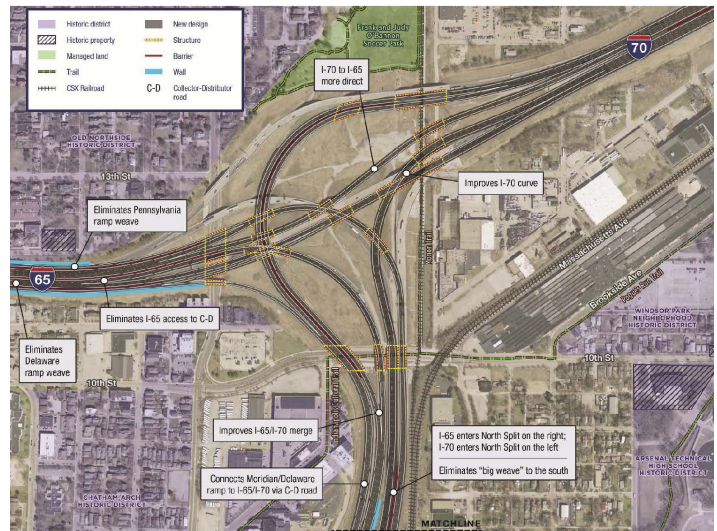 Historic district
Historic property
Managed land
Trail
CSX Railroad
New design
Structure
Barrier
Wall
C-D
Collector-Distributor
road
Frank and Judy
O'Bannon
Soccer Park
70
I-70 to I-65
more direct
OLD NORTHSIDE
HISTORIC DISTRICT
13th St
Improves I-70 curve
Eliminates Pennsylvania
ramp weave
Massachusetts Ave
Monon Trail
65
Brookside Ave
Pogues Run Trail
Eliminates I-65 access to C-D
WINDSOR PARK
NEIGHBORHOOD
HISTORIC DISTRICT
Eliminates
Delaware
ramp weave
10th St
10th St
Improves I-65/I-70 merge
I-65 enters North Split on the right;
I-70 enters North Split on the left
Eliminates "big weave" to the south
ARSENAL TECHNICAL
HIGH SCHOOL
HISTORIC DISTRICT
Connects Meridian/Delaware
ramp to I-65/I-70 via C-D road
CHATHAM ARCH
HISTORIC DISTRICT
MATCHLINE